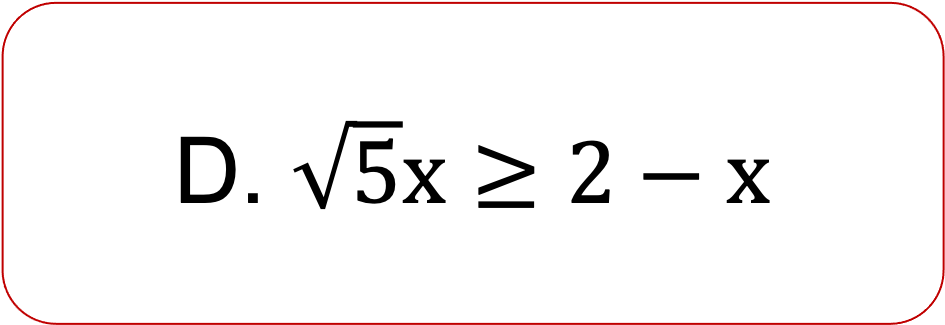 D. √5x ≥ 2 − x